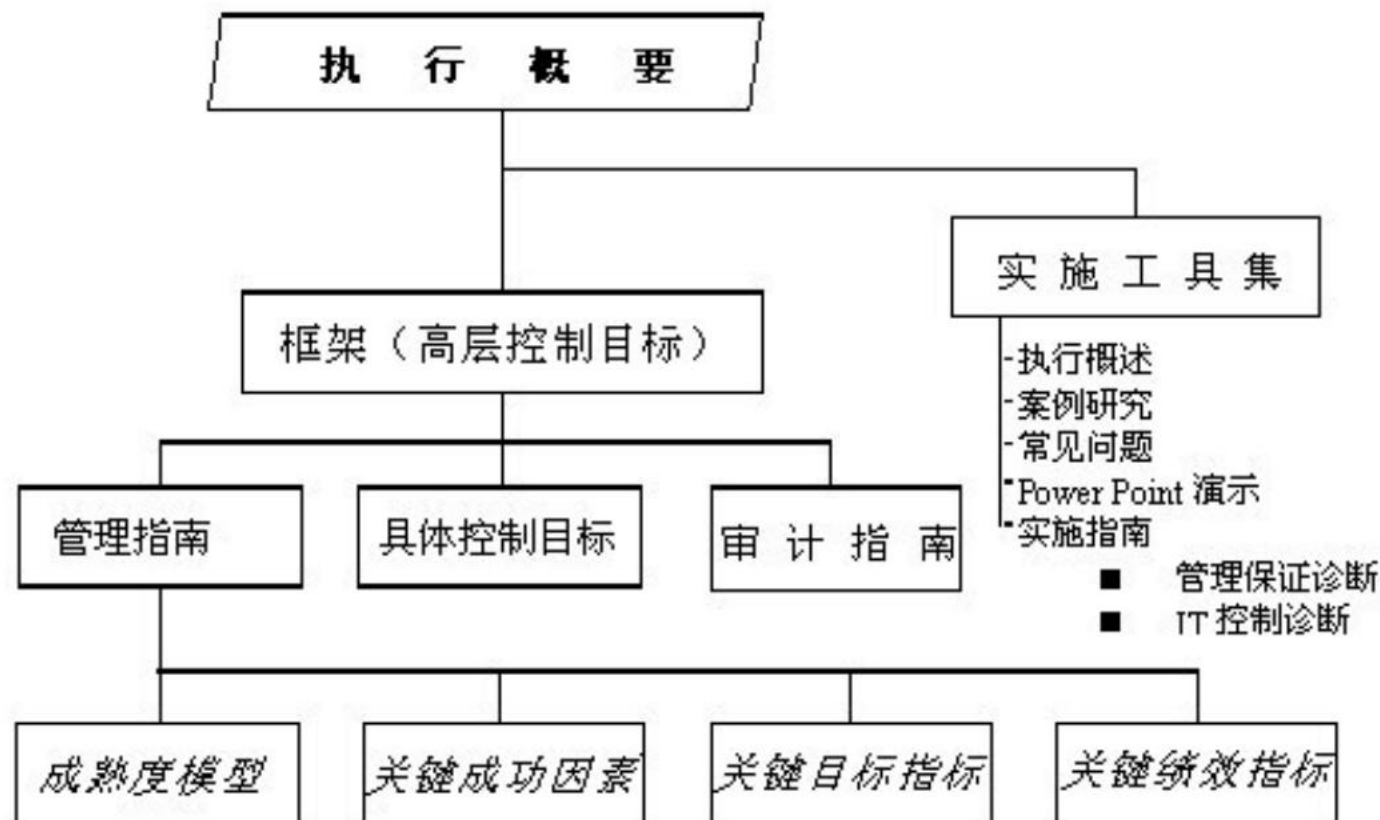 执行概要
实施工具集
框架（高层控制目标）
-执行概述
-案例研究
-常见问题
-Power Point 演示
-实施指南
■ 管理保证诊断
■ IT 控制诊断
管理指南
具体控制目标
审计指南
成熟度模型
关键成功因素
关键目标指标
关键绩效指标